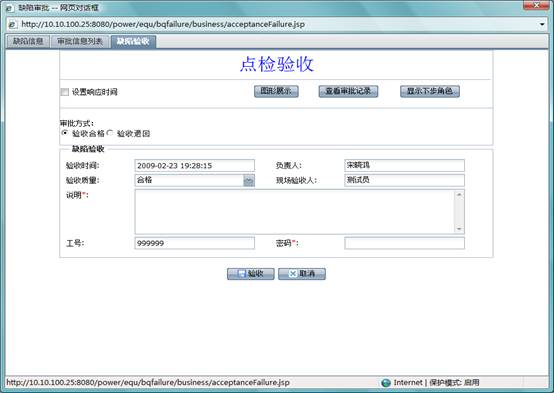 缺陷审批 -- 网页对话框
http://10.10.100.25:8080/power/equ/bqfailure/business/acceptanceFailure.jsp
缺陷信息 审批信息列表 缺陷验收
点检验收
设置响应时间 图形展示 查看审批记录 显示下步角色
审批方式：
验收合格 验收退回
缺陷验收
验收时间: 2009-02-23 19:28:15 负责人: 宋晓鸿
验收质量: 合格 现场验收人: 测试员
说明*:
工号: 999999 密码*:
验收 取消
http://10.10.100.25:8080/power/equ/bqfailure/business/acceptanceFailure.jsp Internet | 保护模式: 启用